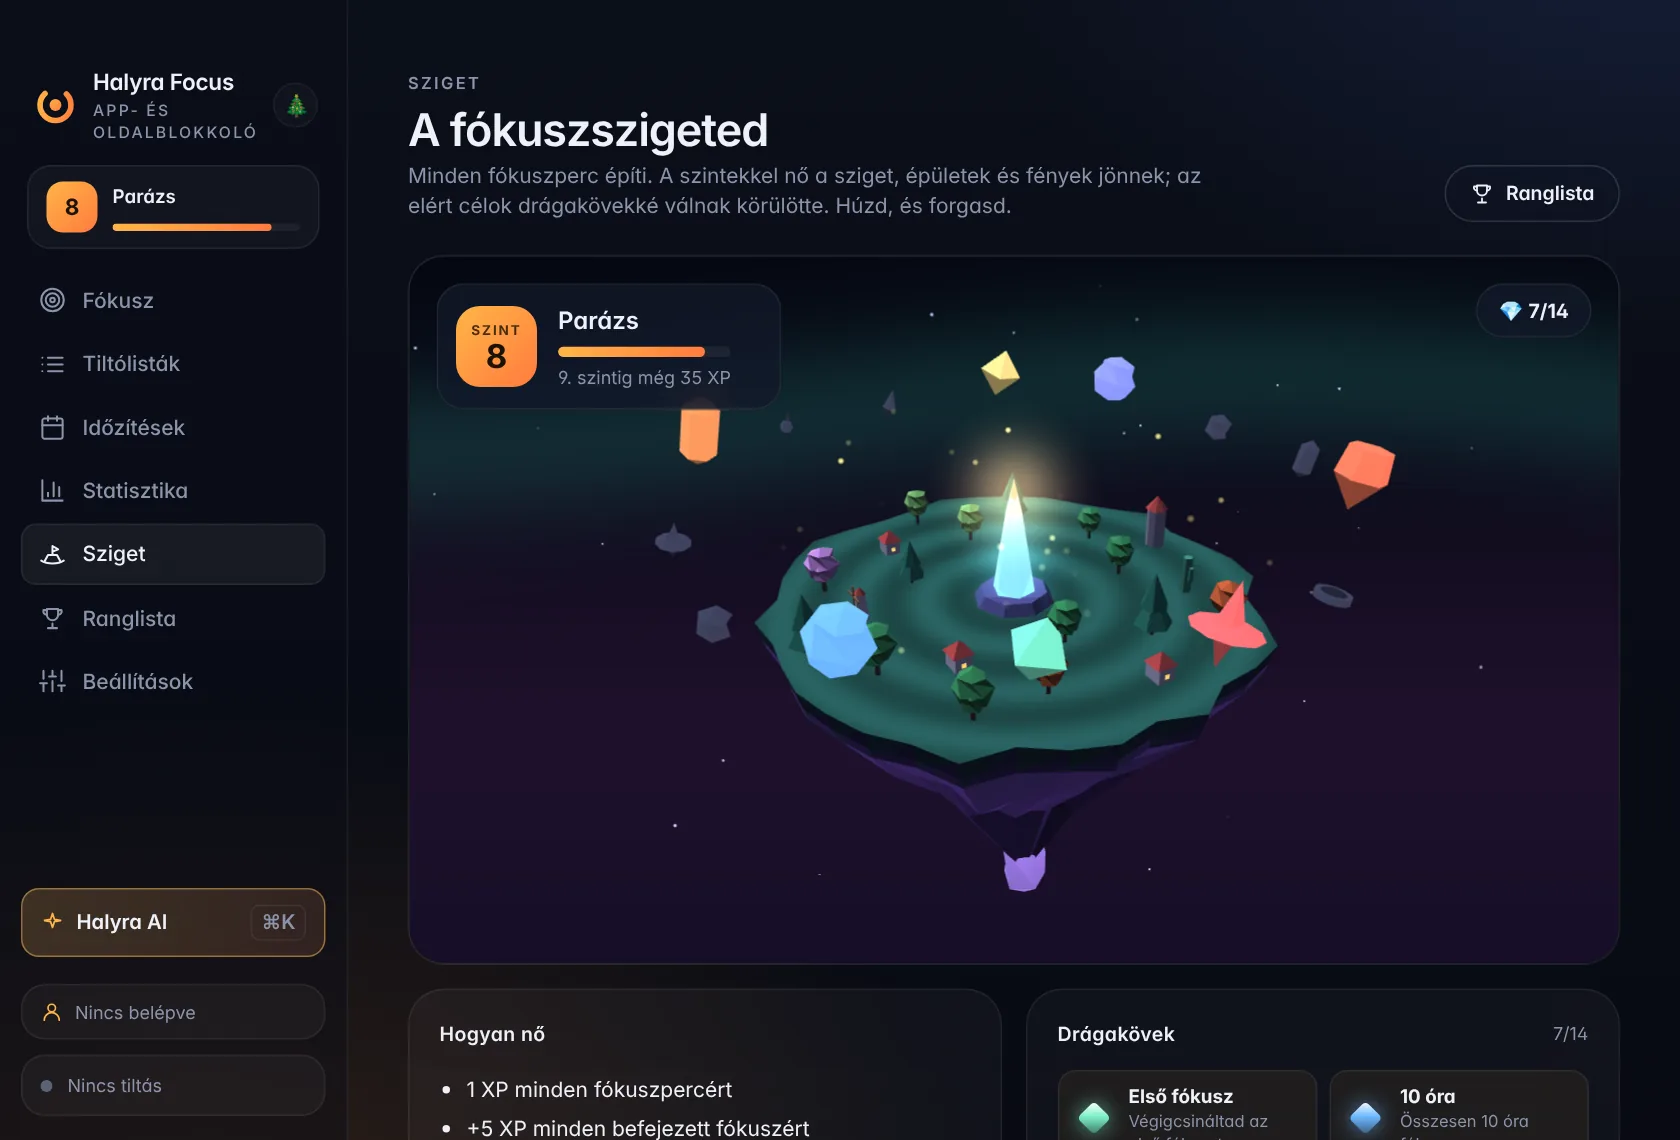 Halyra Focus
APP- ÉS
OLDALBLOKKOLÓ
8
Parázs
Fókusz
Tiltólisták
Időzítések
Statisztika
Sziget
Ranglista
Beállítások
Halyra AI
⌘K
Nincs belépve
Nincs tiltás
SZIGET
A fókuszszigeted
Minden fókuszperc építi. A szintekkel nő a sziget, épületek és fények jönnek; az
elért célok drágakövekké válnak körülötte. Húzd, és forgasd.
Ranglista
SZINT
8
Parázs
9. szintig még 35 XP
7/14
Hogyan nő
• 1 XP minden fókuszpercért
• +5 XP minden befejezett fókuszért
Drágakövek
7/14
Első fókusz
Végigcsináltad az
10 óra
Összesen 10 óra